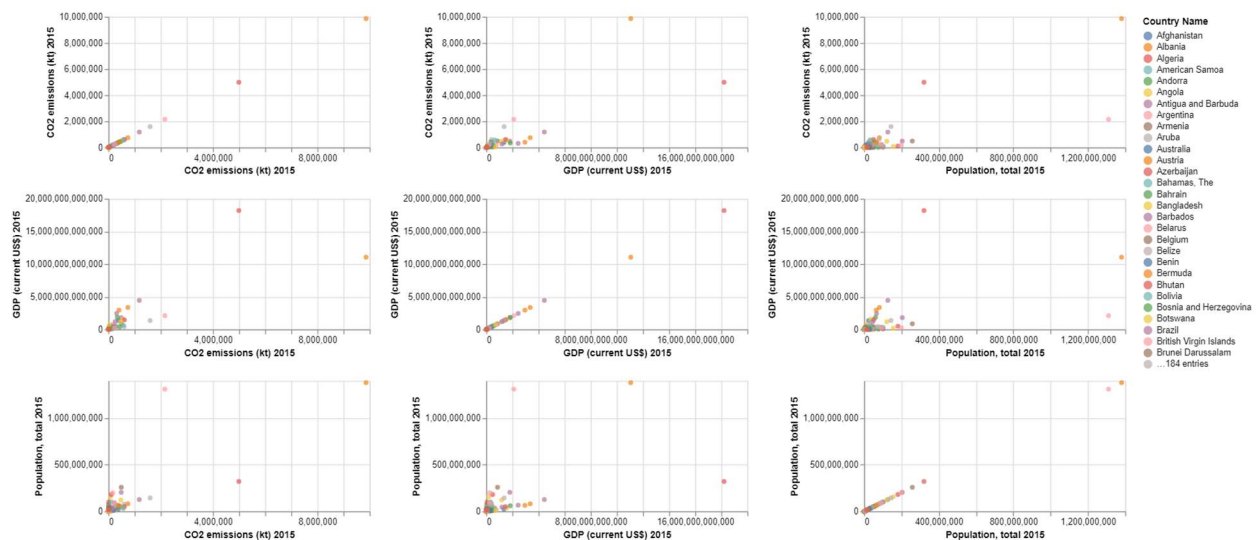 CO2 emissions (kt) 2015
10,000,000
8,000,000
6,000,000
4,000,000
2,000,000
0
0
4,000,000
8,000,000
CO2 emissions (kt) 2015
CO2 emissions (kt) 2015
10,000,000
8,000,000
6,000,000
4,000,000
2,000,000
0
0
8,000,000,000,000
16,000,000,000,000
GDP (current US$) 2015
CO2 emissions (kt) 2015
10,000,000
8,000,000
6,000,000
4,000,000
2,000,000
0
0
400,000,000
1,200,000,000
Population, total 2015
GDP (current US$) 2015
20,000,000,000,000
15,000,000,000,000
10,000,000,000,000
5,000,000,000,000
0
0
4,000,000
8,000,000
CO2 emissions (kt) 2015
GDP (current US$) 2015
20,000,000,000,000
15,000,000,000,000
10,000,000,000,000
5,000,000,000,000
0
0
8,000,000,000,000
16,000,000,000,000
GDP (current US$) 2015
GDP (current US$) 2015
20,000,000,000,000
15,000,000,000,000
10,000,000,000,000
5,000,000,000,000
0
0
400,000,000
1,200,000,000
Population, total 2015
Population, total 2015
1,000,000,000
500,000,000
0
0
4,000,000
8,000,000
CO2 emissions (kt) 2015
Population, total 2015
1,000,000,000
500,000,000
0
0
8,000,000,000,000
16,000,000,000,000
GDP (current US$) 2015
Population, total 2015
1,000,000,000
500,000,000
0
0
400,000,000
1,200,000,000
Population, total 2015
Country Name
Afghanistan
Albania
Algeria
American Samoa
Andorra
Angola
Antigua and Barbuda
Argentina
Armenia
Aruba
Australia
Austria
Azerbaijan
Bahamas, The
Bahrain
Bangladesh
Barbados
Belarus
Belgium
Belize
Benin
Bermuda
Bhutan
Bolivia
Bosnia and Herzegovina
Botswana
Brazil
British Virgin Islands
Brunei Darussalam
...184 entries